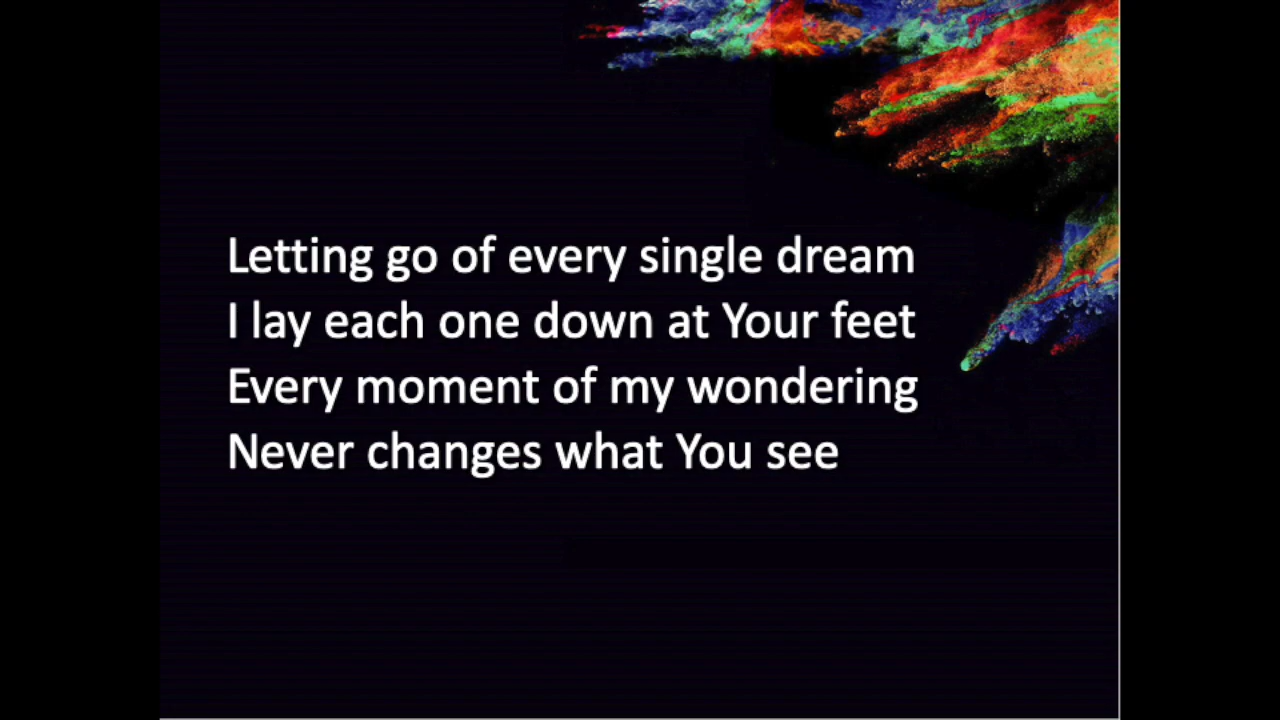 Letting go of every single dream
I lay each one down at Your feet
Every moment of my wondering
Never changes what You see